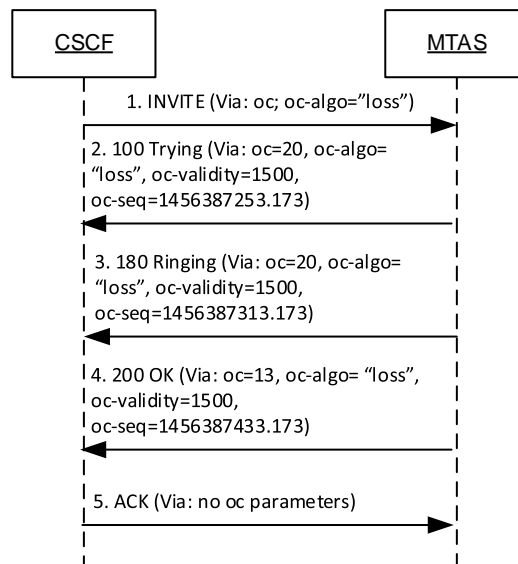 CSCF
MTAS
1. INVITE (Via: oc; oc-algo=”loss”)
2. 100 Trying (Via: oc=20, oc-algo=
“loss”, oc-validity=1500,
oc-seq=1456387253.173)
3. 180 Ringing (Via: oc=20, oc-algo=
“loss”, oc-validity=1500,
oc-seq=1456387313.173)
4. 200 OK (Via: oc=13, oc-algo= “loss”,
oc-validity=1500,
oc-seq=1456387433.173)
5. ACK (Via: no oc parameters)